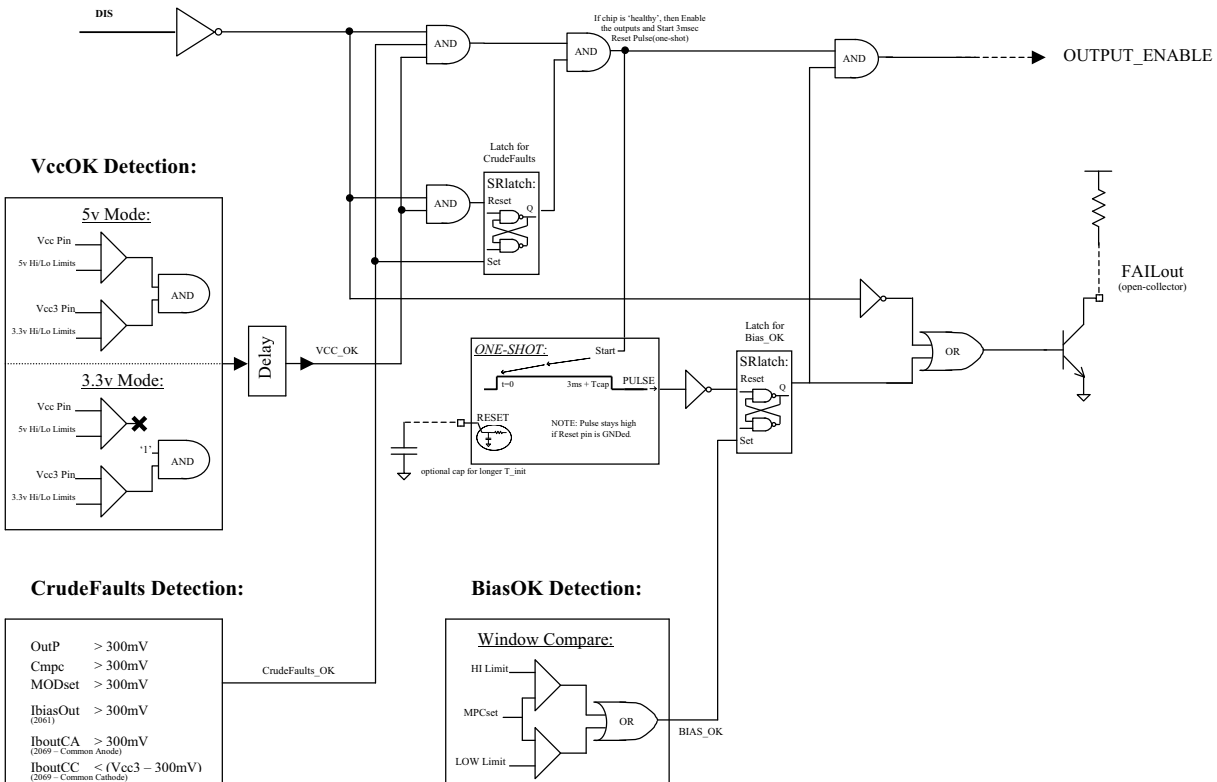 DIS
If chip is 'healthy', then Enable
the outputs and Start 3msec
Reset Pulse(one-shot)
AND
AND
AND
OUTPUT_ENABLE
Latch for
CrudeFaults
VccOK Detection:
SRlatch:
AND
Reset
Q
Set
5v Mode:
Vcc Pin
5v Hi/Lo Limits
AND
Vcc3 Pin
3.3v Hi/Lo Limits
FAILout
(open-collector)
Delay
VCC_OK
3.3v Mode:
Vcc Pin
5v Hi/Lo Limits
'1'
AND
Vcc3 Pin
3.3v Hi/Lo Limits
ONE-SHOT:
Start
t=0
3ms + Tcap
PULSE
RESET
NOTE: Pulse stays high
if Reset pin is GNDed.
optional cap for longer T_init
Latch for
Bias_OK
SRlatch:
Reset
Q
Set
OR
CrudeFaults Detection:
OutP > 300mV
Cmpc > 300mV
MODset > 300mV
IbiasOut > 300mV
(2061)
IboutCA > 300mV
(2069 – Common Anode)
IboutCC < (Vcc3 – 300mV)
(2069 – Common Cathode)
CrudeFaults_OK
BiasOK Detection:
Window Compare:
HI Limit
MPCset
OR
LOW Limit
BIAS_OK